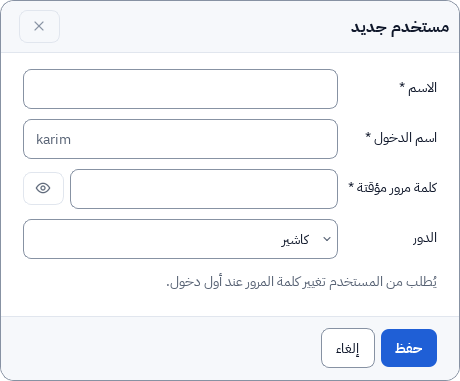 مستخدم جديد
الاسم *
اسم الدخول *
karim
كلمة مرور مؤقتة *
الدور
كاشير
يُطلب من المستخدم تغيير كلمة المرور عند أول دخول.
حفظ
إلغاء